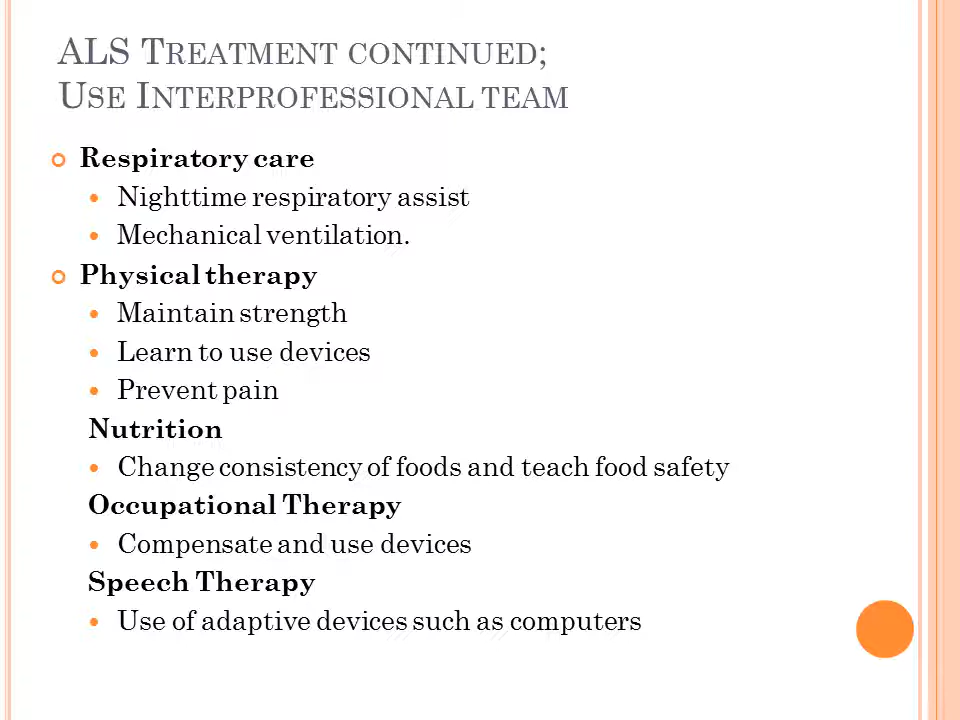 ALS Treatment continued;
Use Interprofessional team
Respiratory care
Nighttime respiratory assist
Mechanical ventilation.
Physical therapy
Maintain strength
Learn to use devices
Prevent pain
Nutrition
Change consistency of foods and teach food safety
Occupational Therapy
Compensate and use devices
Speech Therapy
Use of adaptive devices such as computers